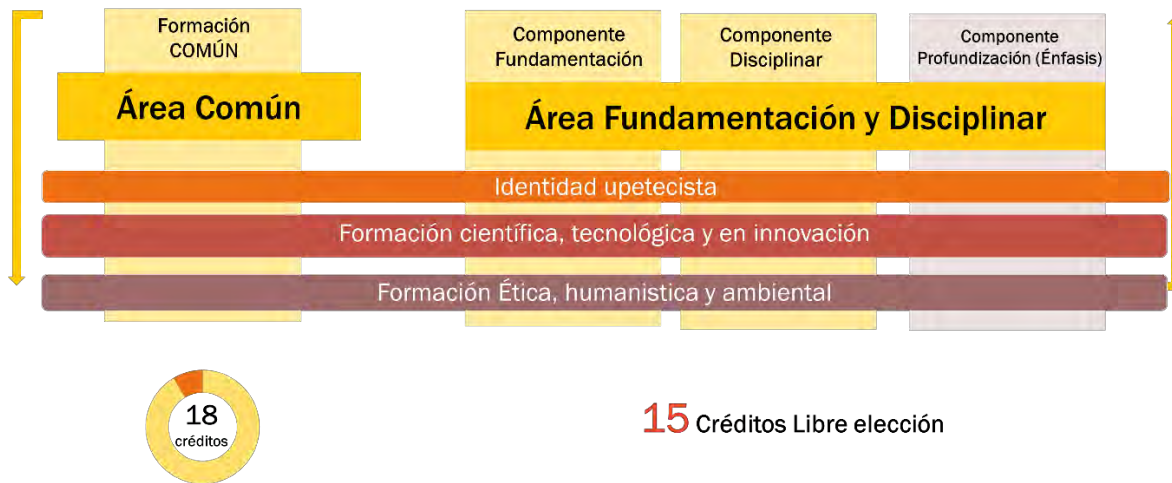 Formación
COMÚN
Componente
Fundamentación
Componente
Disciplinar
Componente
Profundización (Énfasis)
Área Común
Área Fundamentación y Disciplinar
Identidad upetecista
Formación científica, tecnológica y en innovación
Formación Ética, humanistica y ambiental
18
créditos
15 Créditos Libre elección